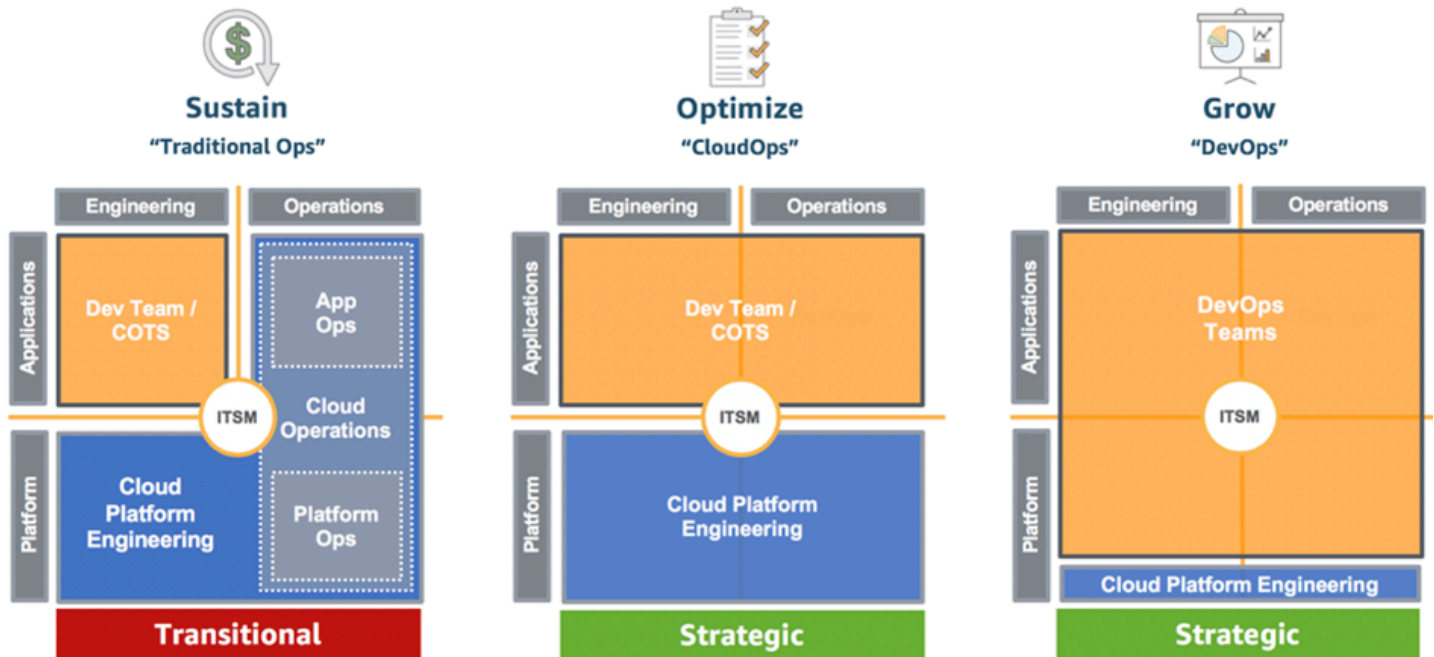 Sustain
“Traditional Ops”
Engineering
Operations
Applications
Platform
Dev Team /
COTS
App
Ops
ITSM
Cloud
Operations
Cloud
Platform
Engineering
Platform
Ops
Transitional
Optimize
“CloudOps”
Engineering
Operations
Applications
Platform
Dev Team /
COTS
ITSM
Cloud Platform
Engineering
Strategic
Grow
“DevOps”
Engineering
Operations
Applications
Platform
DevOps
Teams
ITSM
Cloud Platform Engineering
Strategic